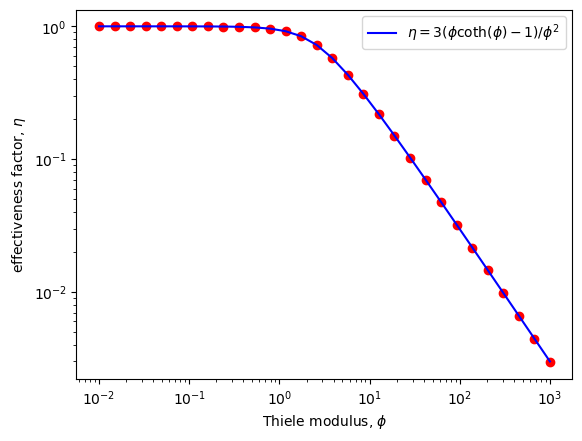 η = 3(ϕcoth(ϕ) − 1)/ϕ²
effectiveness factor, η
10⁰
10⁻¹
10⁻²
10⁻² 10⁻¹ 10⁰ 10¹ 10² 10³
Thiele modulus, ϕ